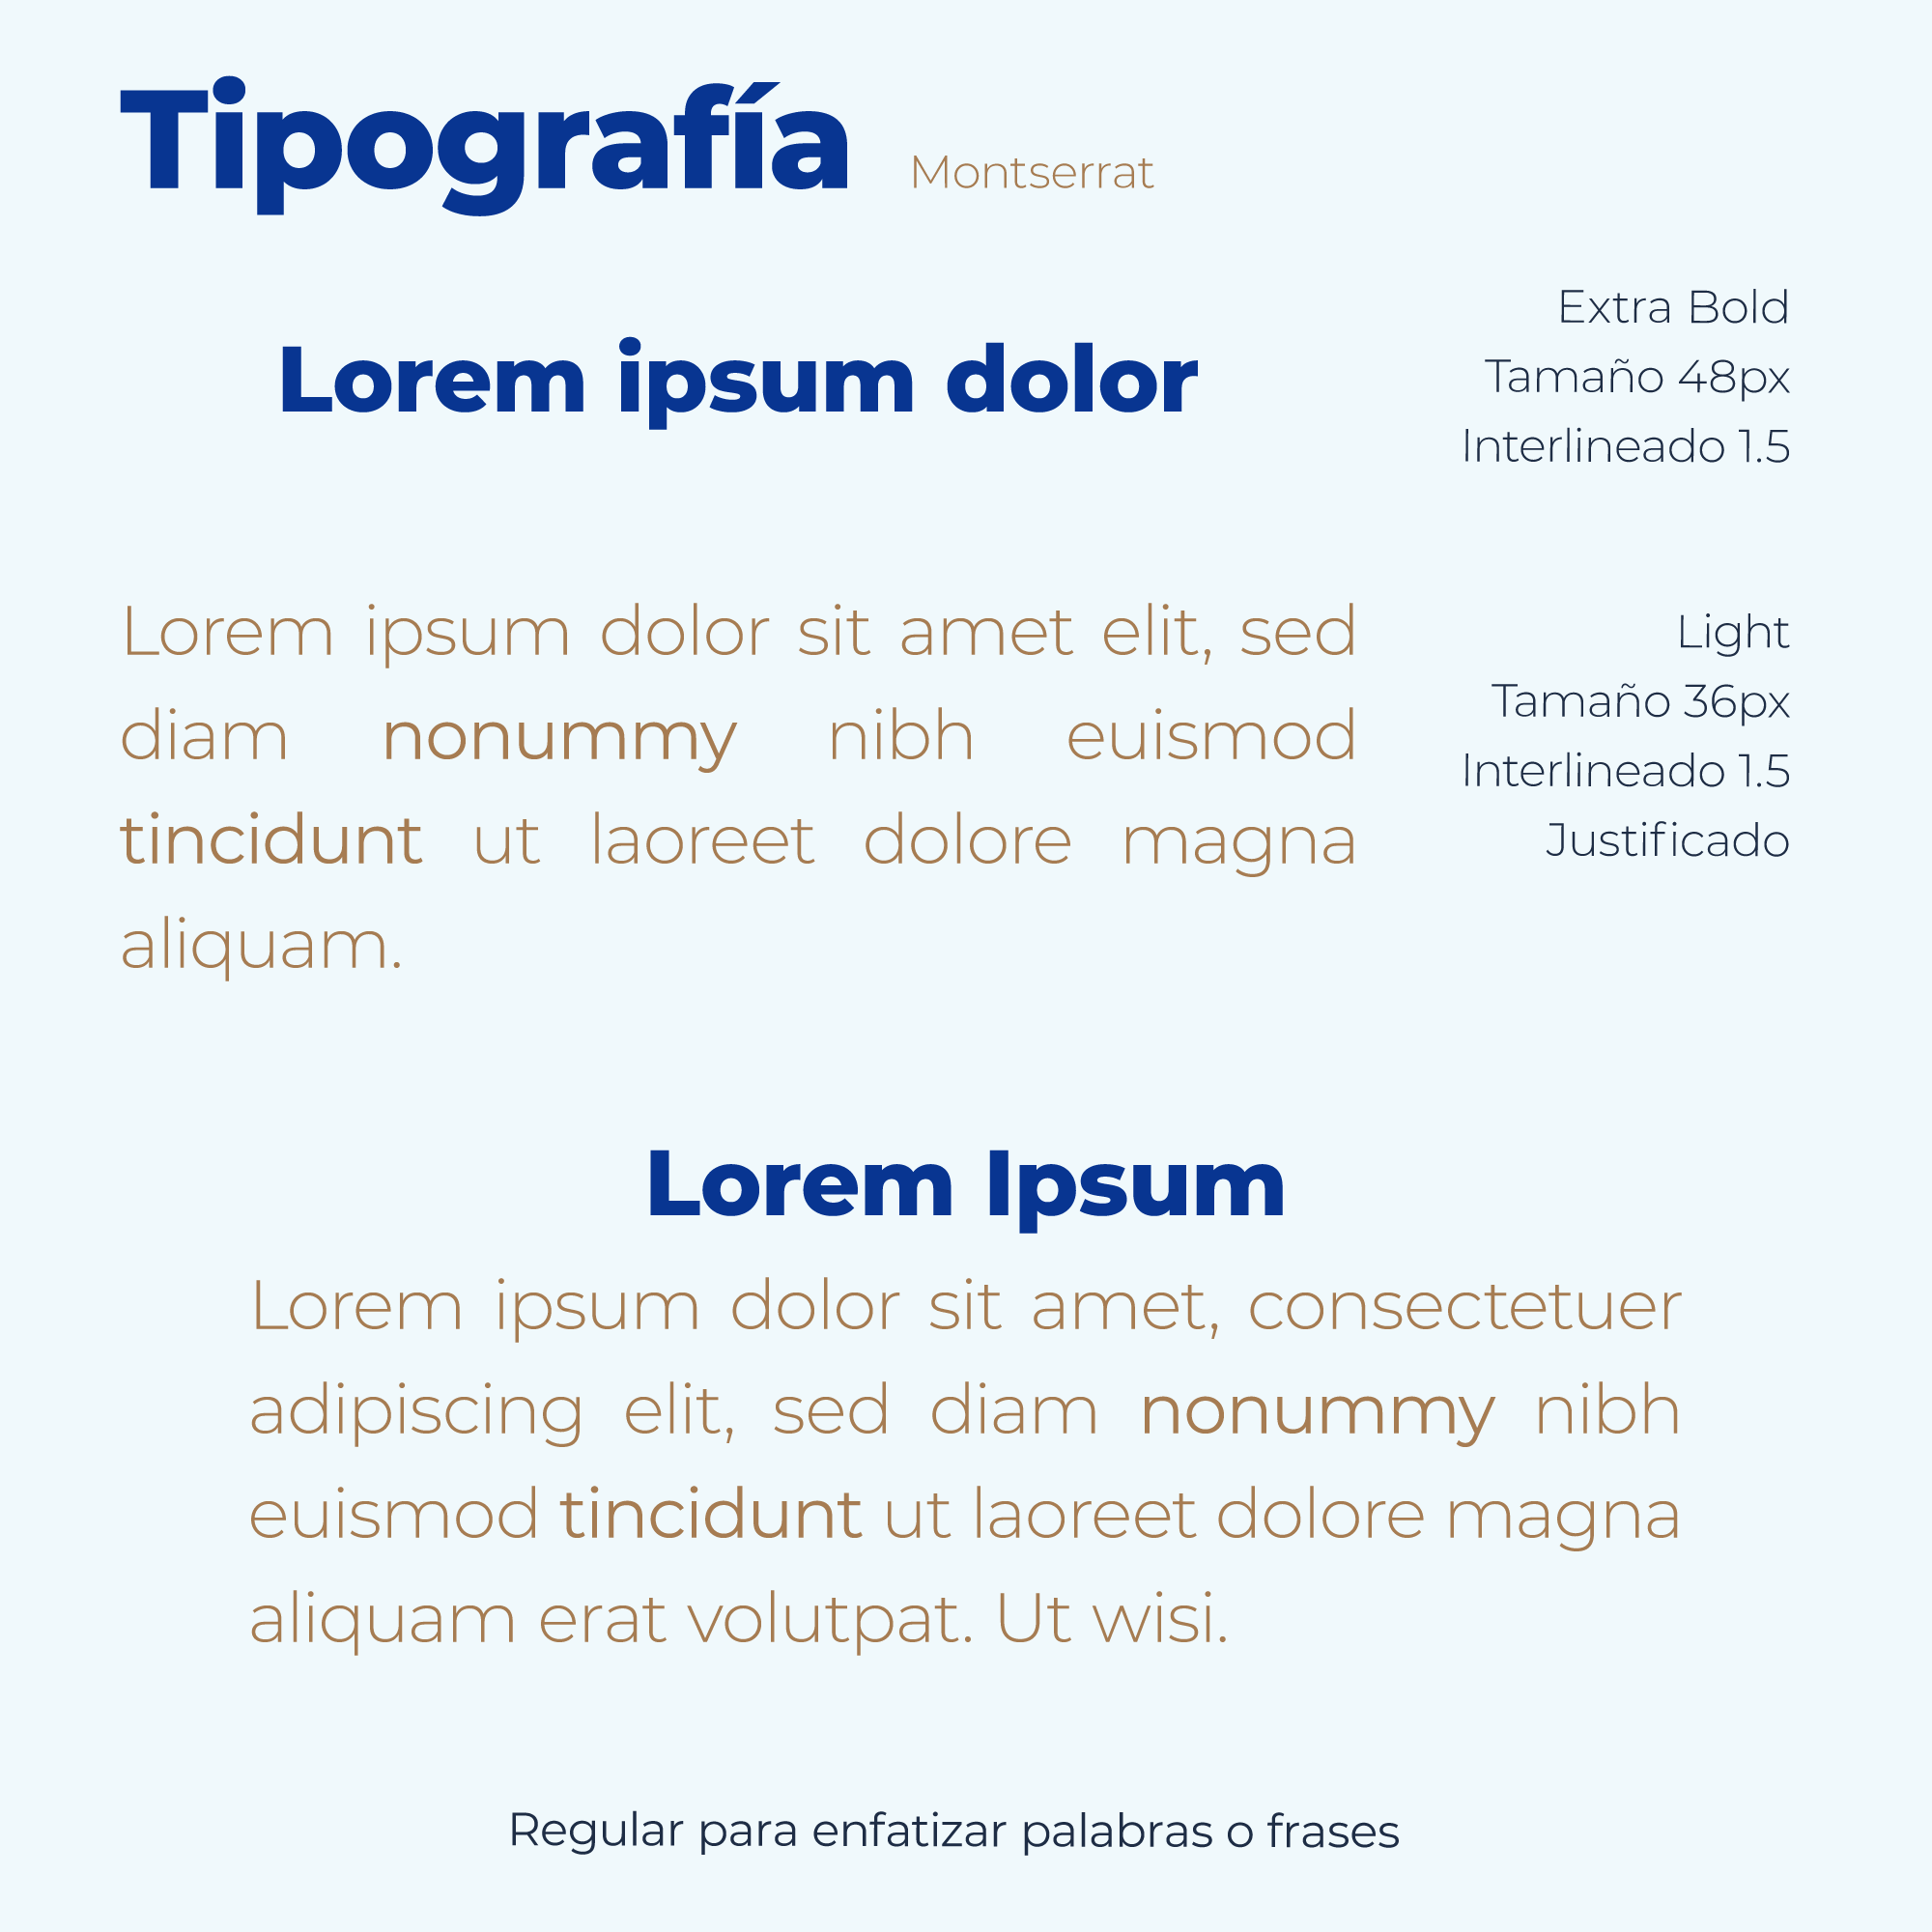 Tipografía Montserrat
Lorem ipsum dolor
Extra Bold
Tamaño 48px
Interlineado 1.5
Lorem ipsum dolor sit amet elit, sed
diam nonummy nibh euismod
tincidunt ut laoreet dolore magna
aliquam.
Light
Tamaño 36px
Interlineado 1.5
Justificado
Lorem Ipsum
Lorem ipsum dolor sit amet, consectetuer
adipiscing elit, sed diam nonummy nibh
euismod tincidunt ut laoreet dolore magna
aliquam erat volutpat. Ut wisi.
Regular para enfatizar palabras o frases